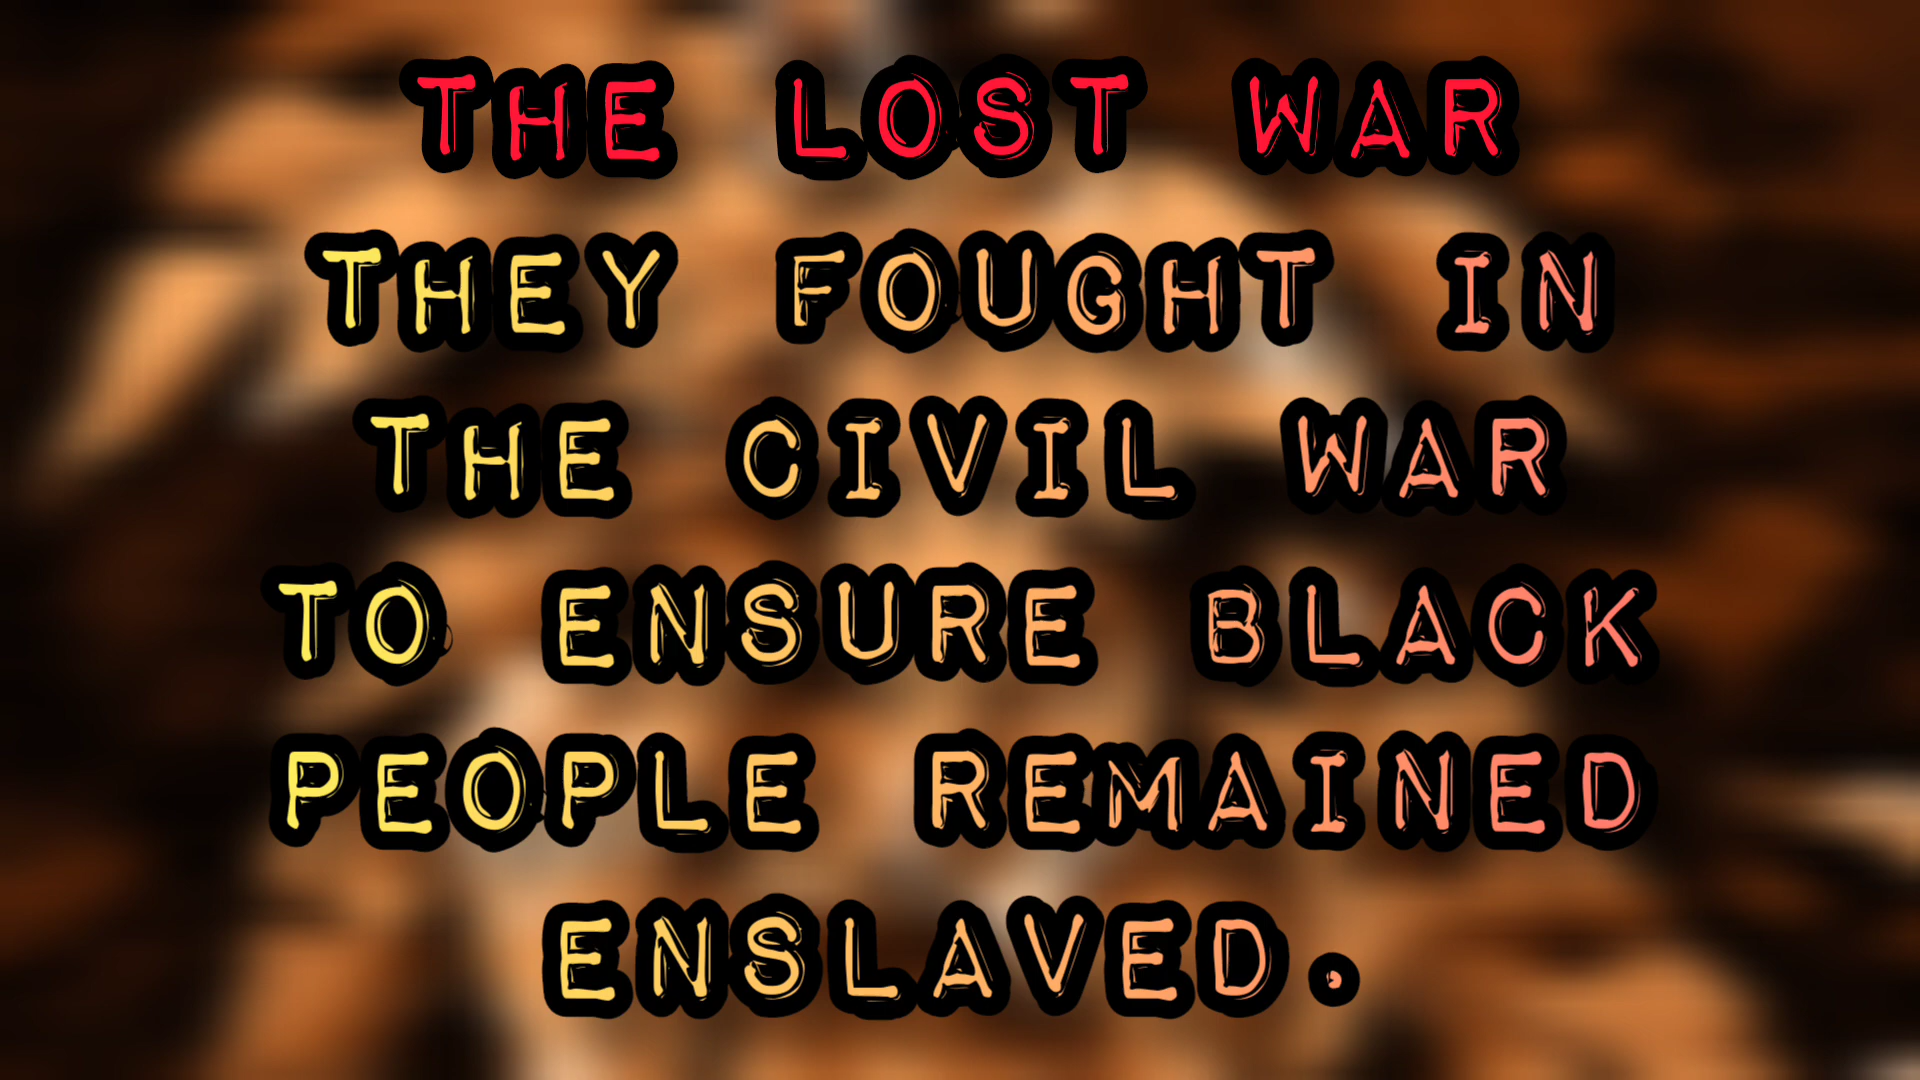 THE LOST WAR
THEY FOUGHT IN
THE CIVIL WAR
TO ENSURE BLACK
PEOPLE REMAINED
ENSLAVED.